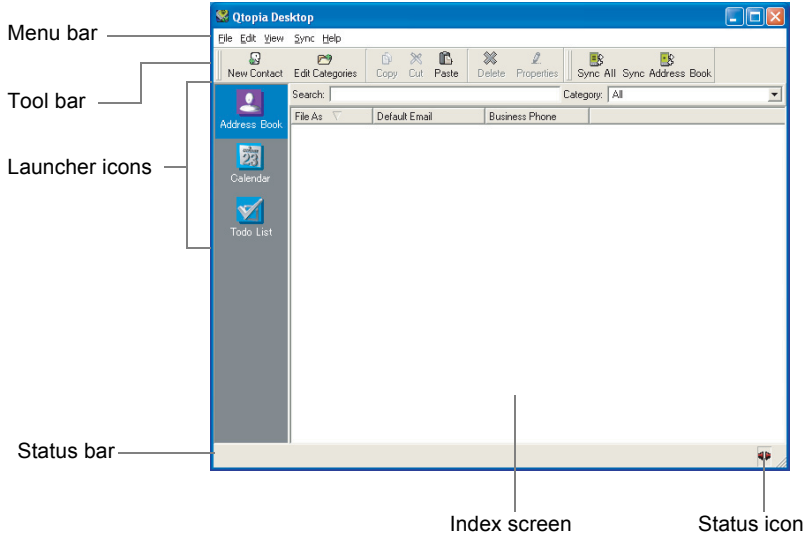 Qtopia Desktop
Menu bar
File Edit View Sync Help
New Contact Edit Categories Copy Cut Paste Delete Properties Sync All Sync Address Book
Tool bar
Search: Category: All
File As Default Email Business Phone
Address Book
Launcher icons
23
Calendar
Todo List
Status bar
Index screen
Status icon